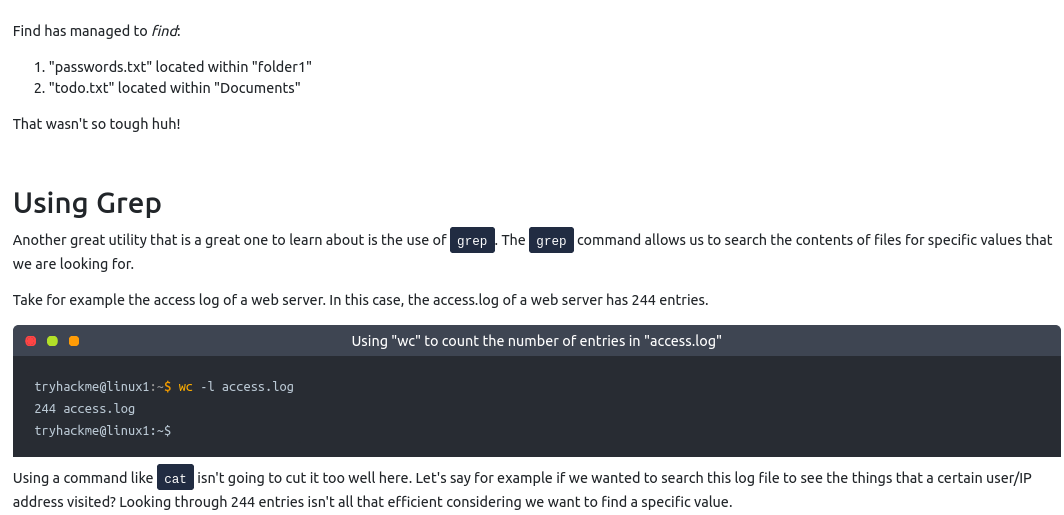 Find has managed to find:
1. "passwords.txt" located within "folder1"
2. "todo.txt" located within "Documents"
That wasn't so tough huh!
Using Grep
Another great utility that is a great one to learn about is the use of grep. The grep command allows us to search the contents of files for specific values that
we are looking for.
Take for example the access log of a web server. In this case, the access.log of a web server has 244 entries.
Using "wc" to count the number of entries in "access.log"
tryhackme@linux1:~$ wc -l access.log
244 access.log
tryhackme@linux1:~$
Using a command like cat isn't going to cut it too well here. Let's say for example if we wanted to search this log file to see the things that a certain user/IP
address visited? Looking through 244 entries isn't all that efficient considering we want to find a specific value.